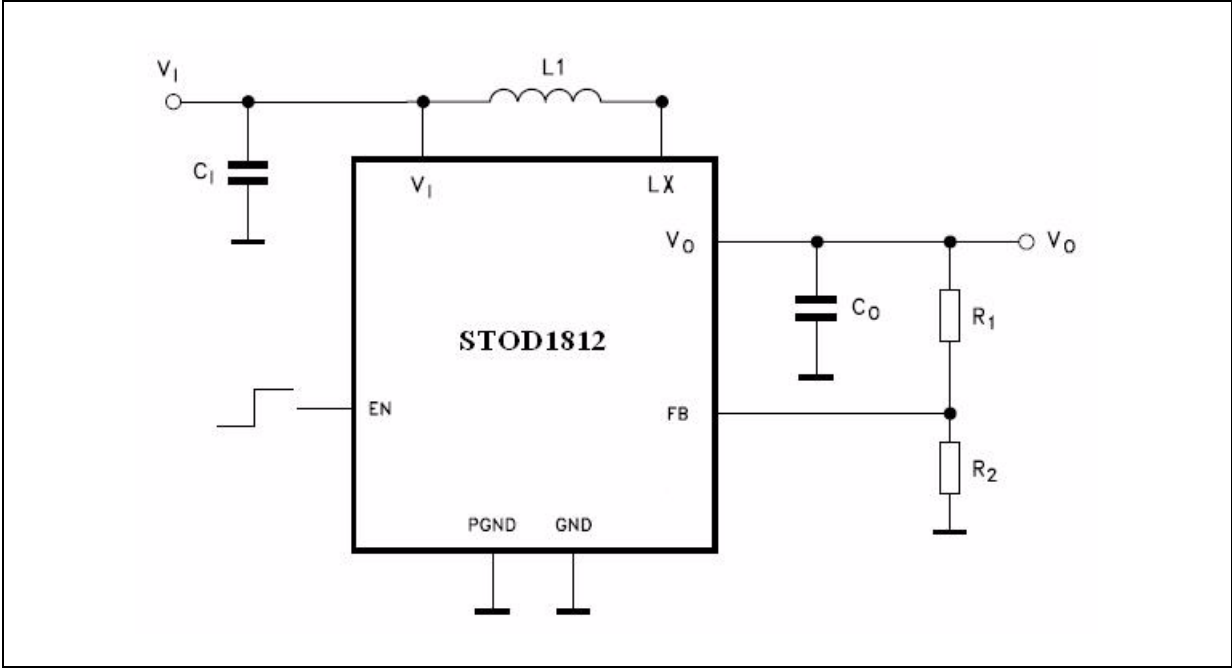 V_I
L1
C_I
V_I
LX
V_O
V_O
C_O
R_1
STOD1812
EN
FB
R_2
PGND
GND